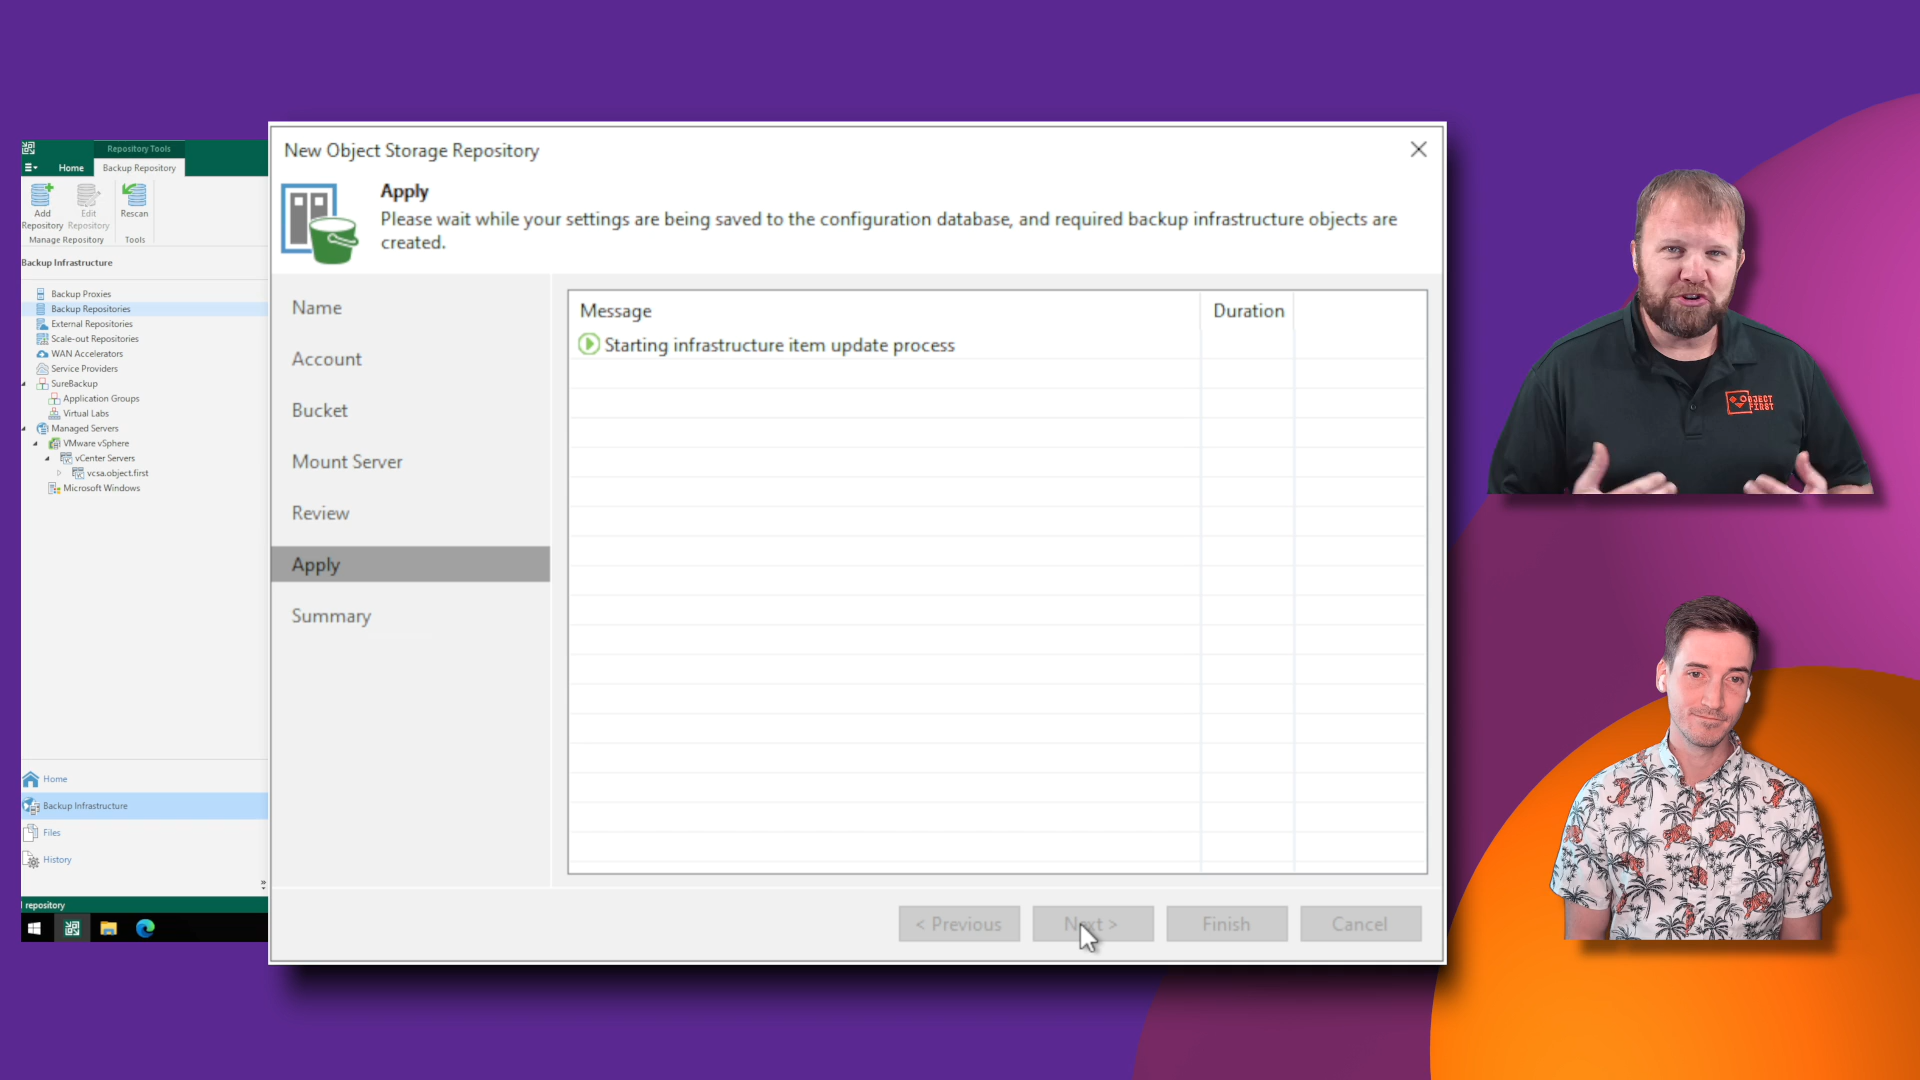 Repository Tools
Home
Backup Repository
Add
Repository
Edit
Repository
Rescan
Manage Repository
Tools
Backup Infrastructure
Backup Proxies
Backup Repositories
External Repositories
Scale-out Repositories
WAN Accelerators
Service Providers
SureBackup
Application Groups
Virtual Labs
Managed Servers
VMware vSphere
vCenter Servers
vcsa.object.first
Microsoft Windows
Home
Backup Infrastructure
Files
History
repository
New Object Storage Repository
Apply
Please wait while your settings are being saved to the configuration database, and required backup infrastructure objects are
created.
Name
Account
Bucket
Mount Server
Review
Apply
Summary
Message
Duration
Starting infrastructure item update process
< Previous
Next >
Finish
Cancel
OBJECT
FIRST